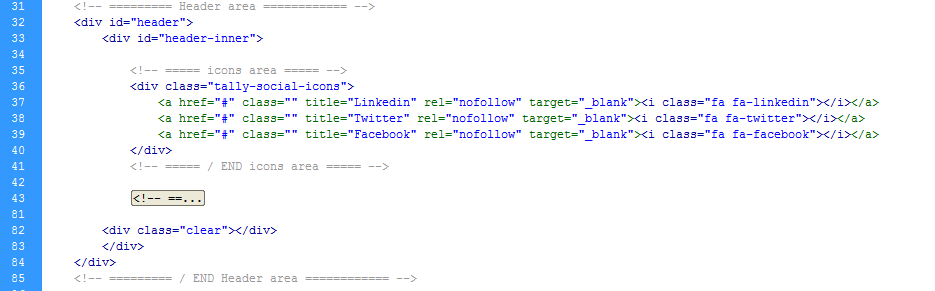 31 <!-- ========= Header area ============ -->
32 <div id="header">
33 <div id="header-inner">
34
35 <!-- ===== icons area ===== -->
36 <div class="tally-social-icons">
37 <a href="#" class="" title="Linkedin" rel="nofollow" target="_blank"><i class="fa fa-linkedin"></i></a>
38 <a href="#" class="" title="Twitter" rel="nofollow" target="_blank"><i class="fa fa-twitter"></i></a>
39 <a href="#" class="" title="Facebook" rel="nofollow" target="_blank"><i class="fa fa-facebook"></i></a>
40 </div>
41 <!-- ===== / END icons area ===== -->
42
43 <!-- ==...
81
82 <div class="clear"></div>
83 </div>
84 </div>
85 <!-- ========= / END Header area ============ -->